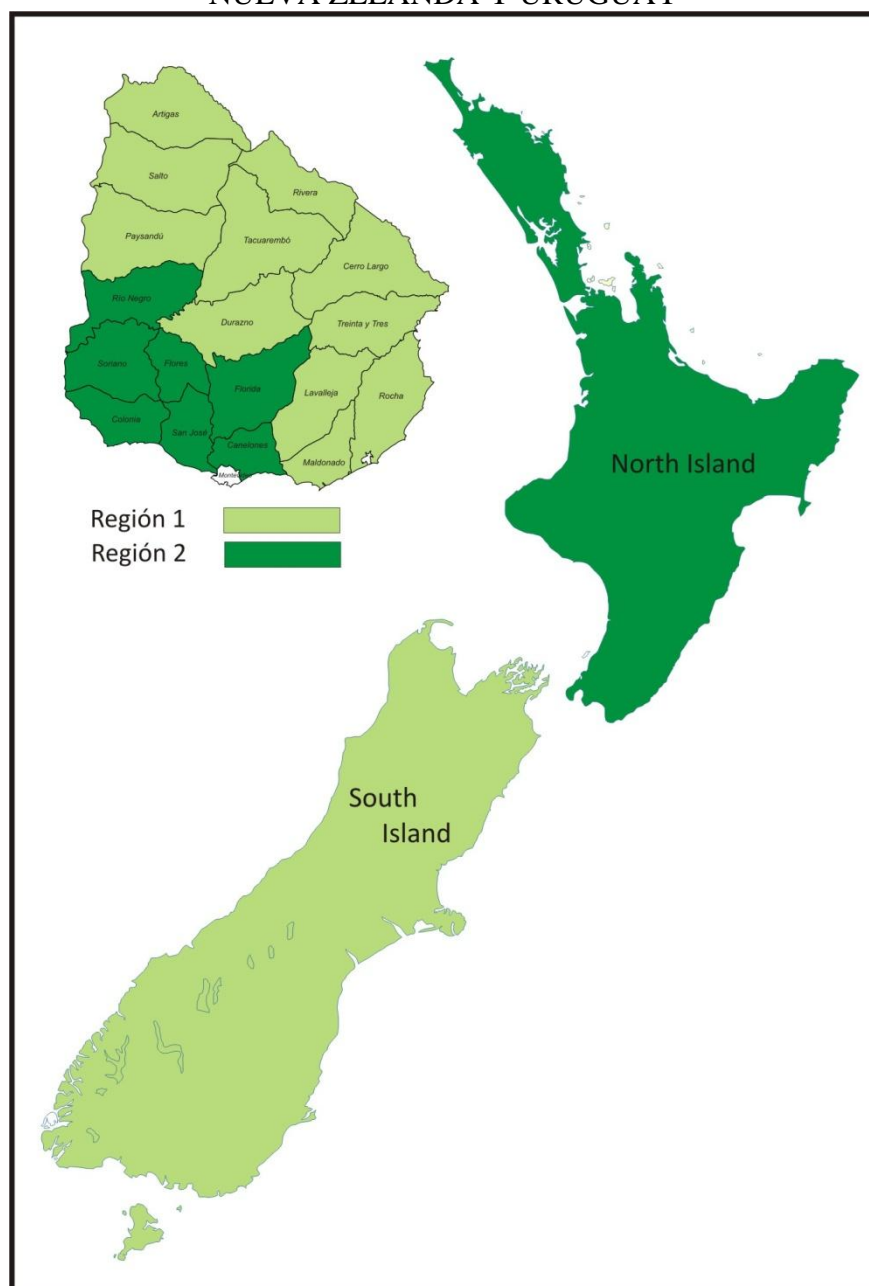 NUEVA ZELANDA Y URUGUAY
Artigas
Salto
Rivera
Paysandú
Tacuarembó
Cerro Largo
Río Negro
Durazno
Treinta y Tres
Soriano
Flores
Florida
Lavalleja
Rocha
Colonia
San José
Canelones
Maldonado
Región 1
Región 2
North Island
South
Island